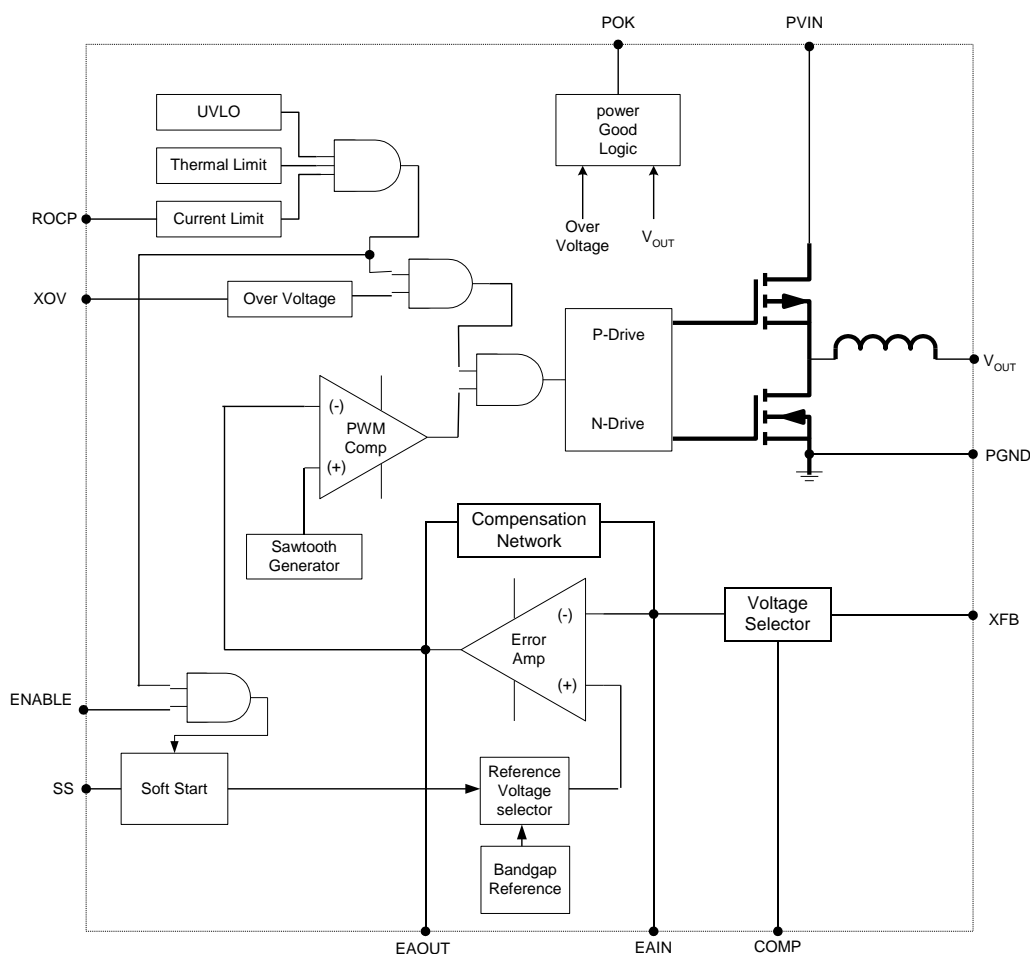 POK
PVIN
UVLO
power
Good
Logic
Thermal Limit
ROCP
Current Limit
Over
Voltage
VOUT
XOV
Over Voltage
P-Drive
VOUT
(-)
PWM
Comp
N-Drive
PGND
(+)
Compensation
Network
Sawtooth
Generator
Voltage
Selector
XFB
(-)
Error
Amp
(+)
ENABLE
SS
Soft Start
Reference
Voltage
selector
Bandgap
Reference
EAOUT
EAIN
COMP